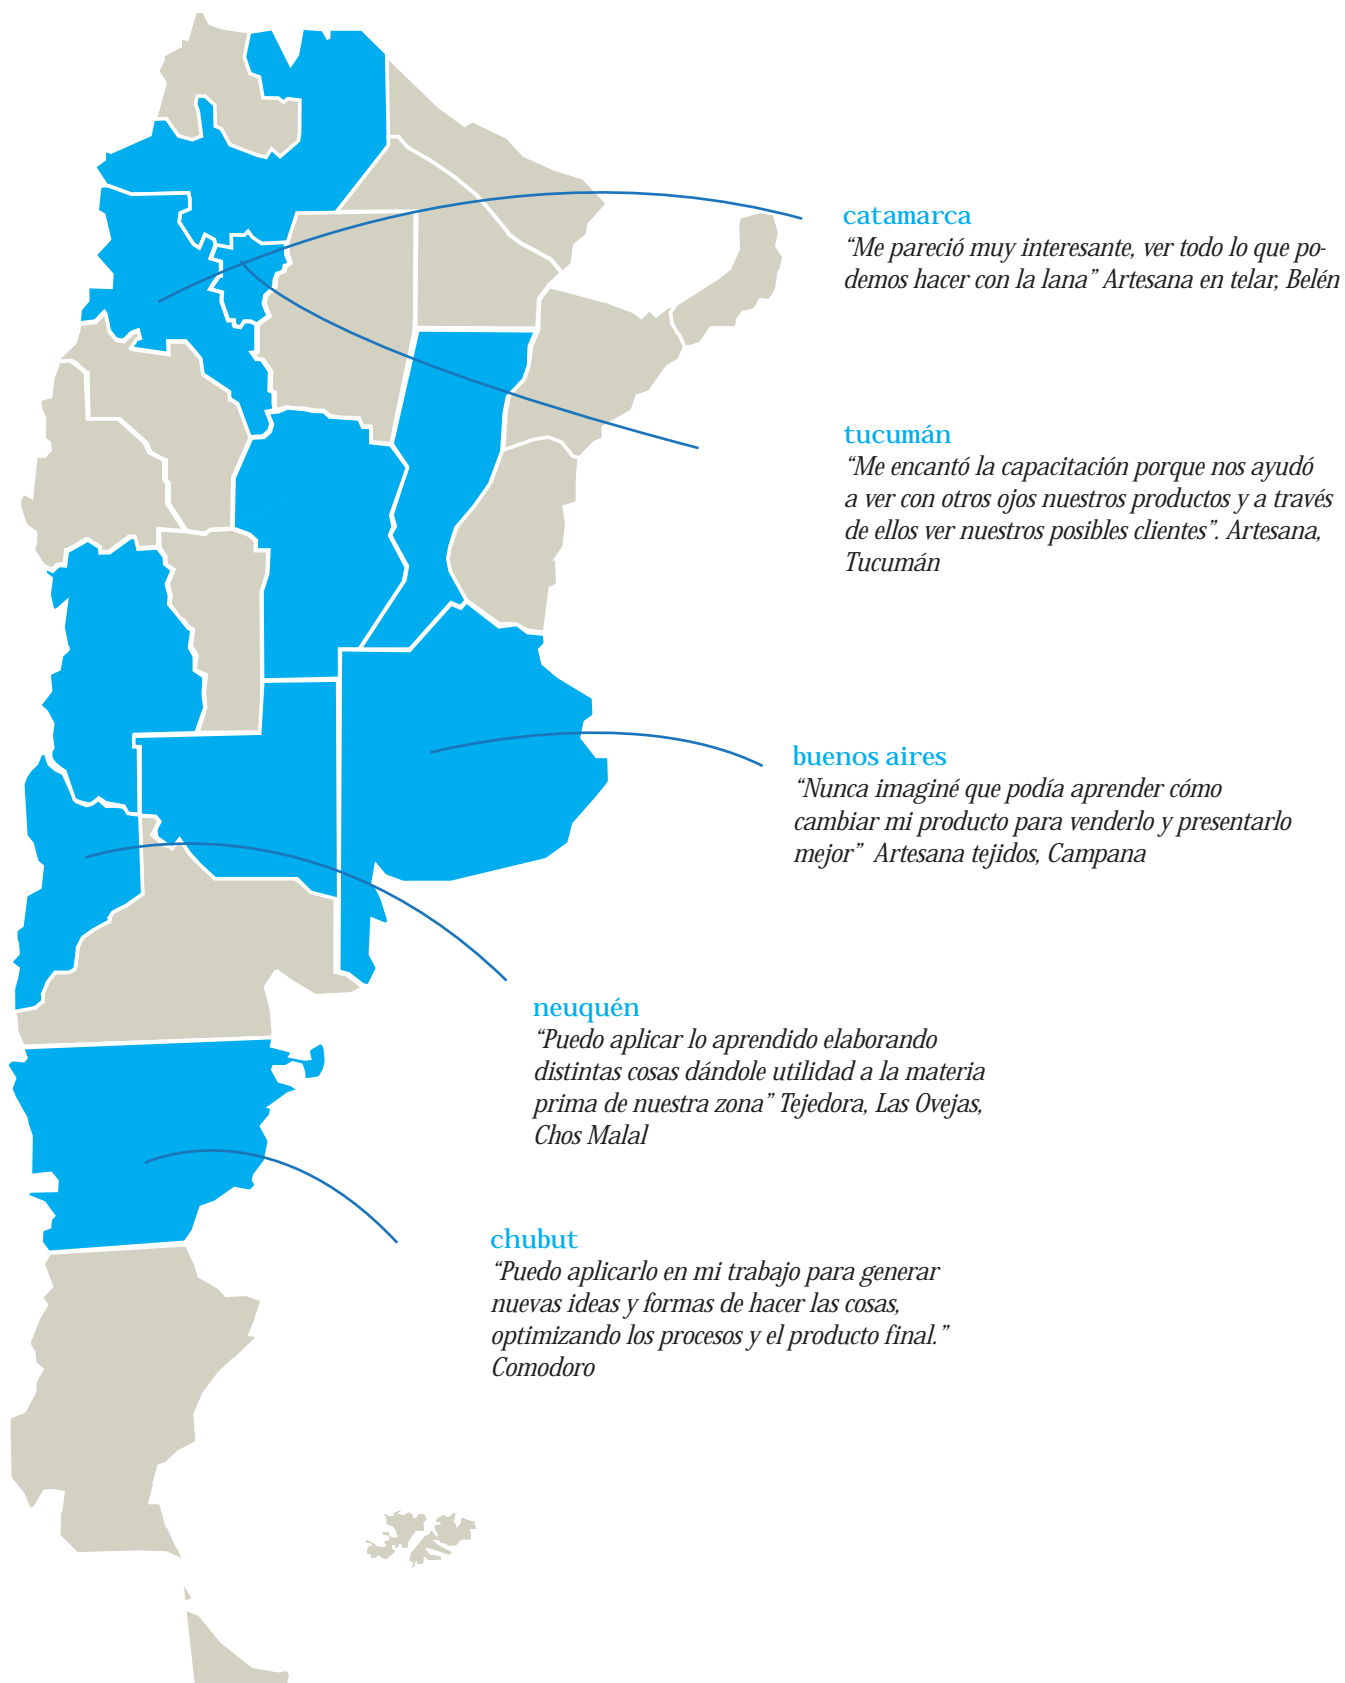 catamarca
“Me pareció muy interesante, ver todo lo que po-
demos hacer con la lana” Artesana en telar, Belén
tucumán
“Me encantó la capacitación porque nos ayudó
a ver con otros ojos nuestros productos y a través
de ellos ver nuestros posibles clientes”. Artesana,
Tucumán
buenos aires
“Nunca imaginé que podía aprender cómo
cambiar mi producto para venderlo y presentarlo
mejor” Artesana tejidos, Campana
neuquén
“Puedo aplicar lo aprendido elaborando
distintas cosas dándole utilidad a la materia
prima de nuestra zona” Tejedora, Las Ovejas,
Chos Malal
chubut
“Puedo aplicarlo en mi trabajo para generar
nuevas ideas y formas de hacer las cosas,
optimizando los procesos y el producto final.”
Comodoro